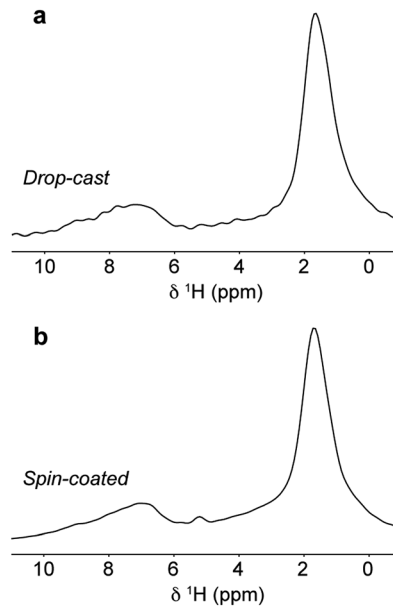 a
Drop-cast
10 8 6 4 2 0
δ ¹H (ppm)
b
Spin-coated
10 8 6 4 2 0
δ ¹H (ppm)